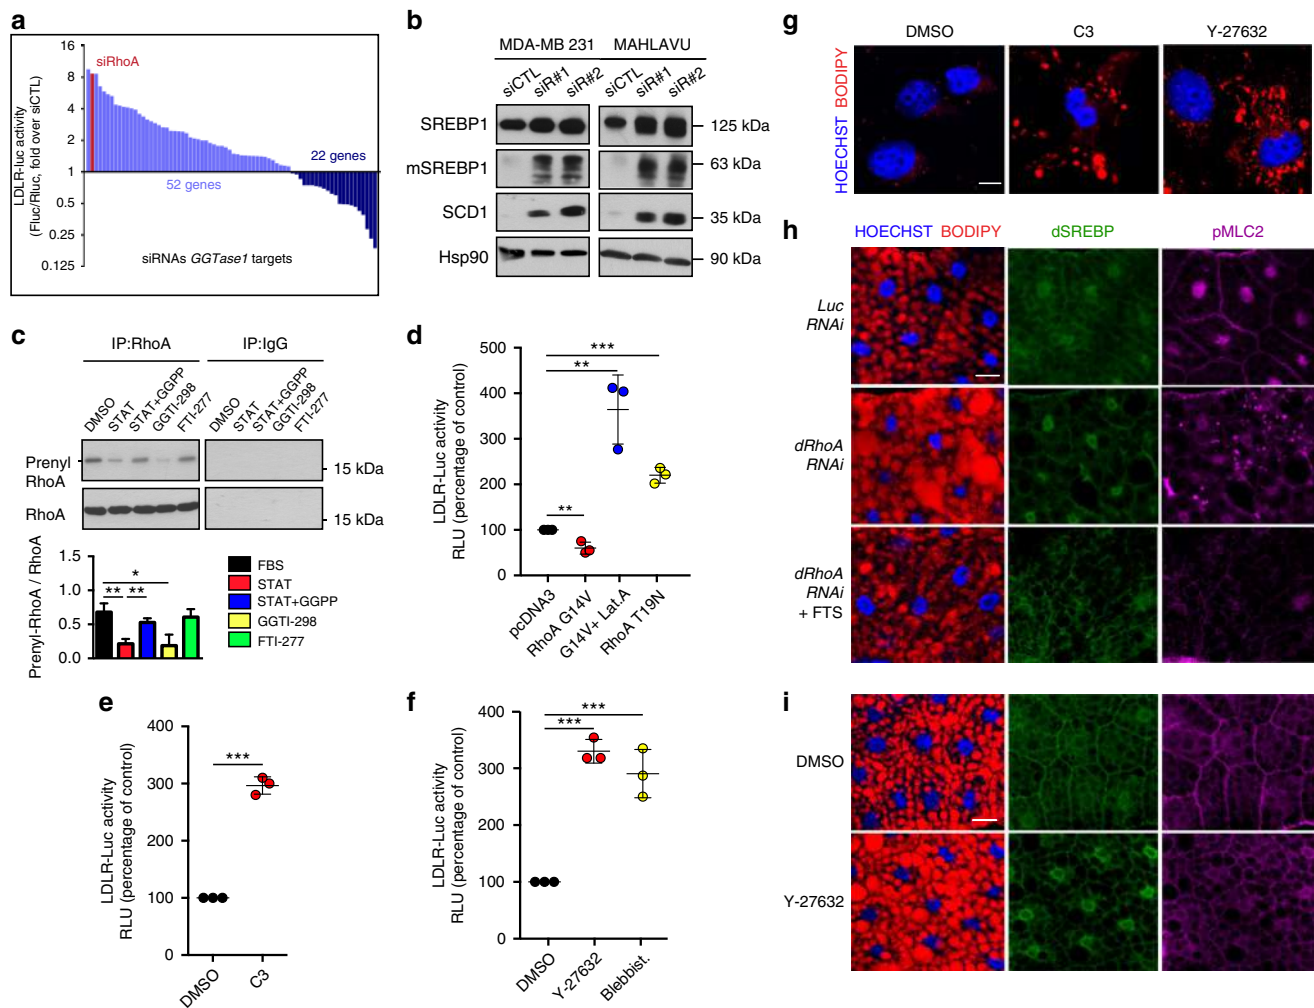 a
LDLR-luc activity
(Fluc/Rluc, fold over siCTL)
16
8
4
2
1
0.5
0.25
0.125
siRhoA
52 genes
22 genes
siRNAs GGTase1 targets
b
MDA-MB 231
MAHLAVU
siCTL
siR#1
siR#2
siCTL
siR#1
siR#2
SREBP1
125 kDa
mSREBP1
63 kDa
SCD1
35 kDa
Hsp90
90 kDa
c
IP:RhoA
IP:IgG
DMSO
STAT
STAT+GGPP
GGTI-298
FTI-277
DMSO
STAT
STAT+GGPP
GGTI-298
FTI-277
Prenyl
RhoA
15 kDa
RhoA
15 kDa
Prenyl-RhoA / RhoA
1.5
1.0
0.5
0.0
** **
*
FBS
STAT
STAT+GGPP
GGTI-298
FTI-277
d
LDLR-Luc activity
RLU (percentage of control)
500
400
300
200
100
0
***
**
**
pcDNA3
RhoA G14V
G14V+ Lat.A
RhoA T19N
e
LDLR-Luc activity
RLU (percentage of control)
400
300
200
100
0
***
DMSO
C3
f
LDLR-Luc activity
RLU (percentage of control)
400
300
200
100
0
***
***
DMSO
Y-27632
Blebbist.
g
DMSO
C3
Y-27632
HOECHST BODIPY
h
HOECHST BODIPY
dSREBP
pMLC2
Luc
RNAi
dRhoA
RNAi
dRhoA
RNAi
+ FTS
i
DMSO
Y-27632